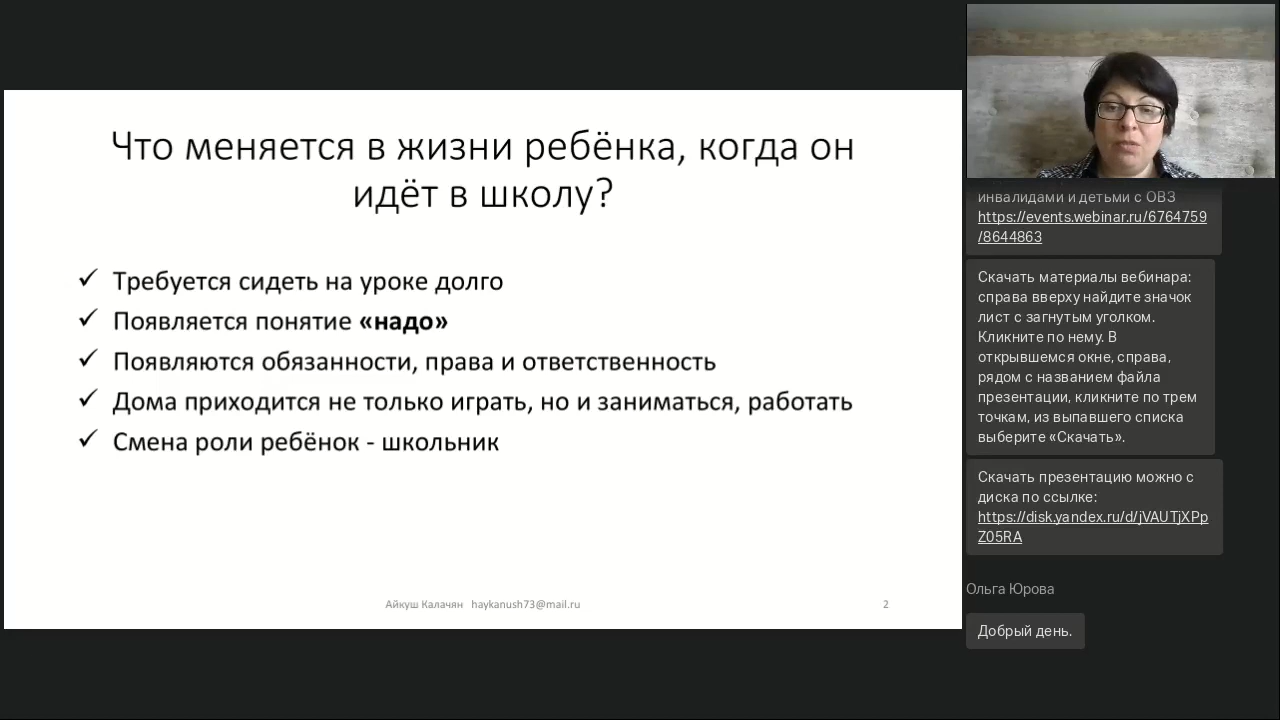 Что меняется в жизни ребёнка, когда он
идёт в школу?
✓ Требуется сидеть на уроке долго
✓ Появляется понятие «надо»
✓ Появляются обязанности, права и ответственность
✓ Дома приходится не только играть, но и заниматься, работать
✓ Смена роли ребёнок - школьник
Айкуш Калачян haykanush73@mail.ru
2
инвалидами и детьми с ОВЗ
https://events.webinar.ru/6764759
/8644863
Скачать материалы вебинара:
справа вверху найдите значок
лист с загнутым уголком.
Кликните по нему. В
открывшемся окне, справа,
рядом с названием файла
презентации, кликните по трем
точкам, из выпавшего списка
выберите «Скачать».
Скачать презентацию можно с
диска по ссылке:
https://disk.yandex.ru/d/jVAUTjXPp
Z05RA
Ольга Юрова
Добрый день.